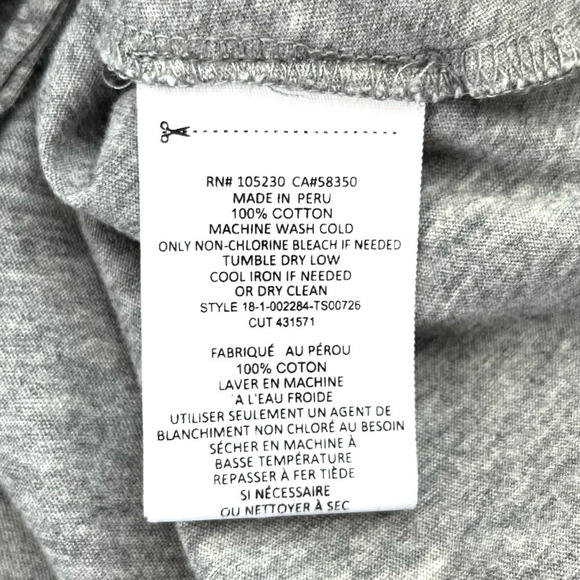 RN# 105230 CA#58350
MADE IN PERU
100% COTTON
MACHINE WASH COLD
ONLY NON-CHLORINE BLEACH IF NEEDED
TUMBLE DRY LOW
COOL IRON IF NEEDED
OR DRY CLEAN
STYLE 18-1-002284-TS00726
CUT 431571
FABRIQUÉ AU PÉROU
100% COTON
LAVER EN MACHINE
A L'EAU FROIDE
UTILISER SEULEMENT UN AGENT DE
BLANCHIMENT NON CHLORÉ AU BESOIN
SÉCHER EN MACHINE À
BASSE TEMPÉRATURE
REPASSER À FER TIÈDE
SI NÉCESSAIRE
OU NETTOYER À SEC